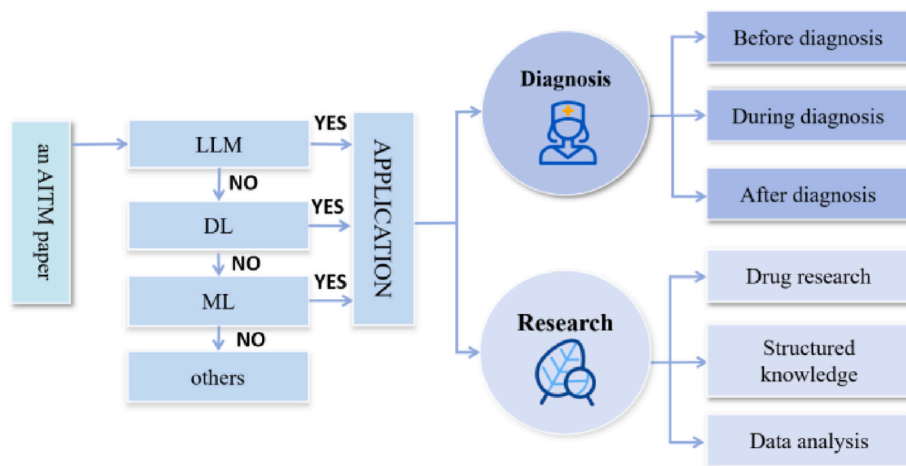 an AITM paper
LLM
YES
NO
DL
YES
NO
ML
YES
NO
others
APPLICATION
Diagnosis
Before diagnosis
During diagnosis
After diagnosis
Research
Drug research
Structured
knowledge
Data analysis